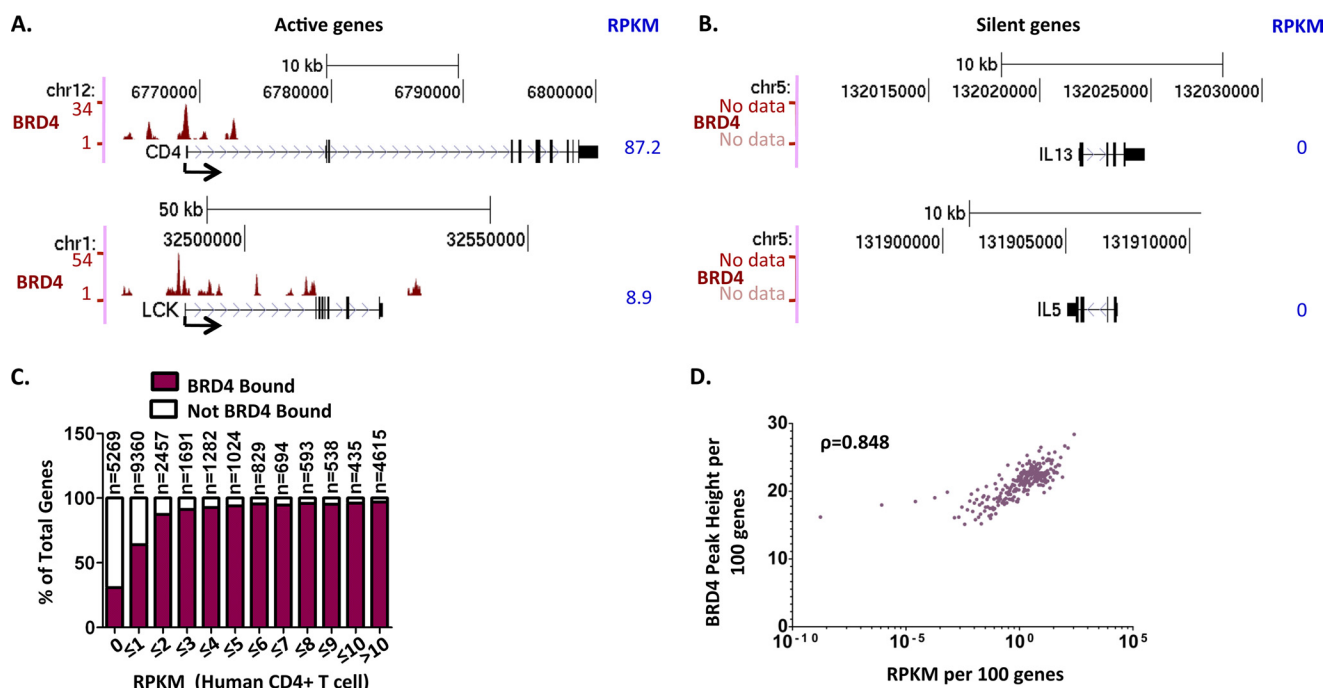 A.
Active genes
RPKM
10 kb
chr12:
6770000
6780000
6790000
6800000
34
BRD4
1
CD4
87.2
50 kb
chr1:
32500000
32550000
54
BRD4
1
LCK
8.9
B.
Silent genes
RPKM
10 kb
chr5:
132015000
132020000
132025000
132030000
No data
BRD4
No data
IL13
0
10 kb
chr5:
131900000
131905000
131910000
No data
BRD4
No data
IL5
0
C.
BRD4 Bound
Not BRD4 Bound
% of Total Genes
150
100
50
0
n=5269
n=9360
n=2457
n=1691
n=1282
n=1024
n=829
n=694
n=593
n=538
n=435
n=4615
0
≤1
≤2
≤3
≤4
≤5
≤6
≤7
≤8
≤9
≤10
>10
RPKM (Human CD4+ T cell)
D.
BRD4 Peak Height per
100 genes
30
20
10
0
ρ=0.848
10-10
10-5
100
105
RPKM per 100 genes